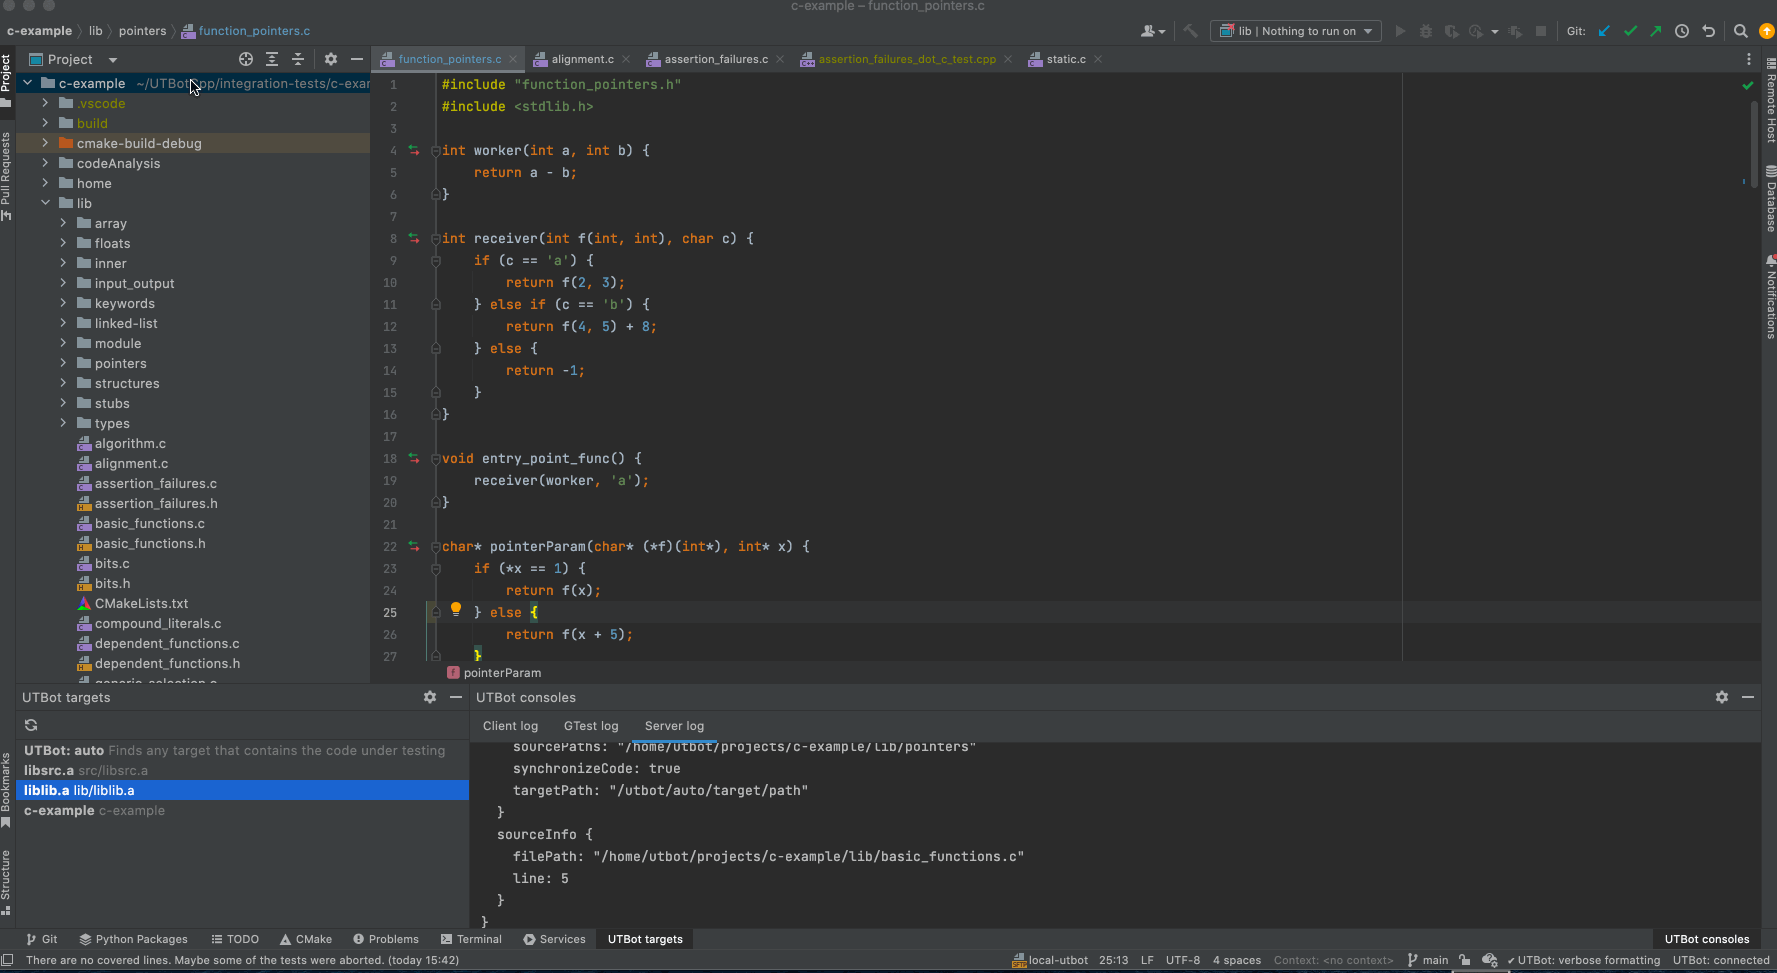 c-example – function_pointers.c
c-example lib pointers function_pointers.c
lib | Nothing to run on
Git:
Project
function_pointers.c
alignment.c
assertion_failures.c
assertion_failures_dot_c_test.cpp
static.c
Project
Pull Requests
Bookmarks
Structure
c-example
.vscode
build
cmake-build-debug
codeAnalysis
home
lib
array
floats
inner
input_output
keywords
linked-list
module
pointers
structures
stubs
types
algorithm.c
alignment.c
assertion_failures.c
assertion_failures.h
basic_functions.c
basic_functions.h
bits.c
bits.h
CMakeLists.txt
compound_literals.c
dependent_functions.c
dependent_functions.h
1 #include "function_pointers.h"
2 #include <stdlib.h>
3
4 int worker(int a, int b) {
5 return a - b;
6 }
7
8 int receiver(int f(int, int), char c) {
9 if (c == 'a') {
10 return f(2, 3);
11 } else if (c == 'b') {
12 return f(4, 5) + 8;
13 } else {
14 return -1;
15 }
16 }
17
18 void entry_point_func() {
19 receiver(worker, 'a');
20 }
21
22 char* pointerParam(char* (*f)(int*), int* x) {
23 if (*x == 1) {
24 return f(x);
25 } else {
26 return f(x + 5);
27 }
pointerParam
Remote Host
Database
Notifications
UTBot targets
UTBot: auto Finds any target that contains the code under testing
libsrc.a src/libsrc.a
liblib.a lib/liblib.a
c-example c-example
UTBot consoles
Client log GTest log Server log
sourcePaths: "/home/utbot/projects/c-example/lib/pointers"
synchronizeCode: true
targetPath: "/utbot/auto/target/path"
}
sourceInfo {
filePath: "/home/utbot/projects/c-example/lib/basic_functions.c"
line: 5
}
}
Git Python Packages TODO CMake Problems Terminal Services UTBot targets UTBot consoles
There are no covered lines. Maybe some of the tests were aborted. (today 15:42)
local-utbot 25:13 LF UTF-8 4 spaces Context: <no context> main ✓ UTBot: verbose formatting UTBot: connected